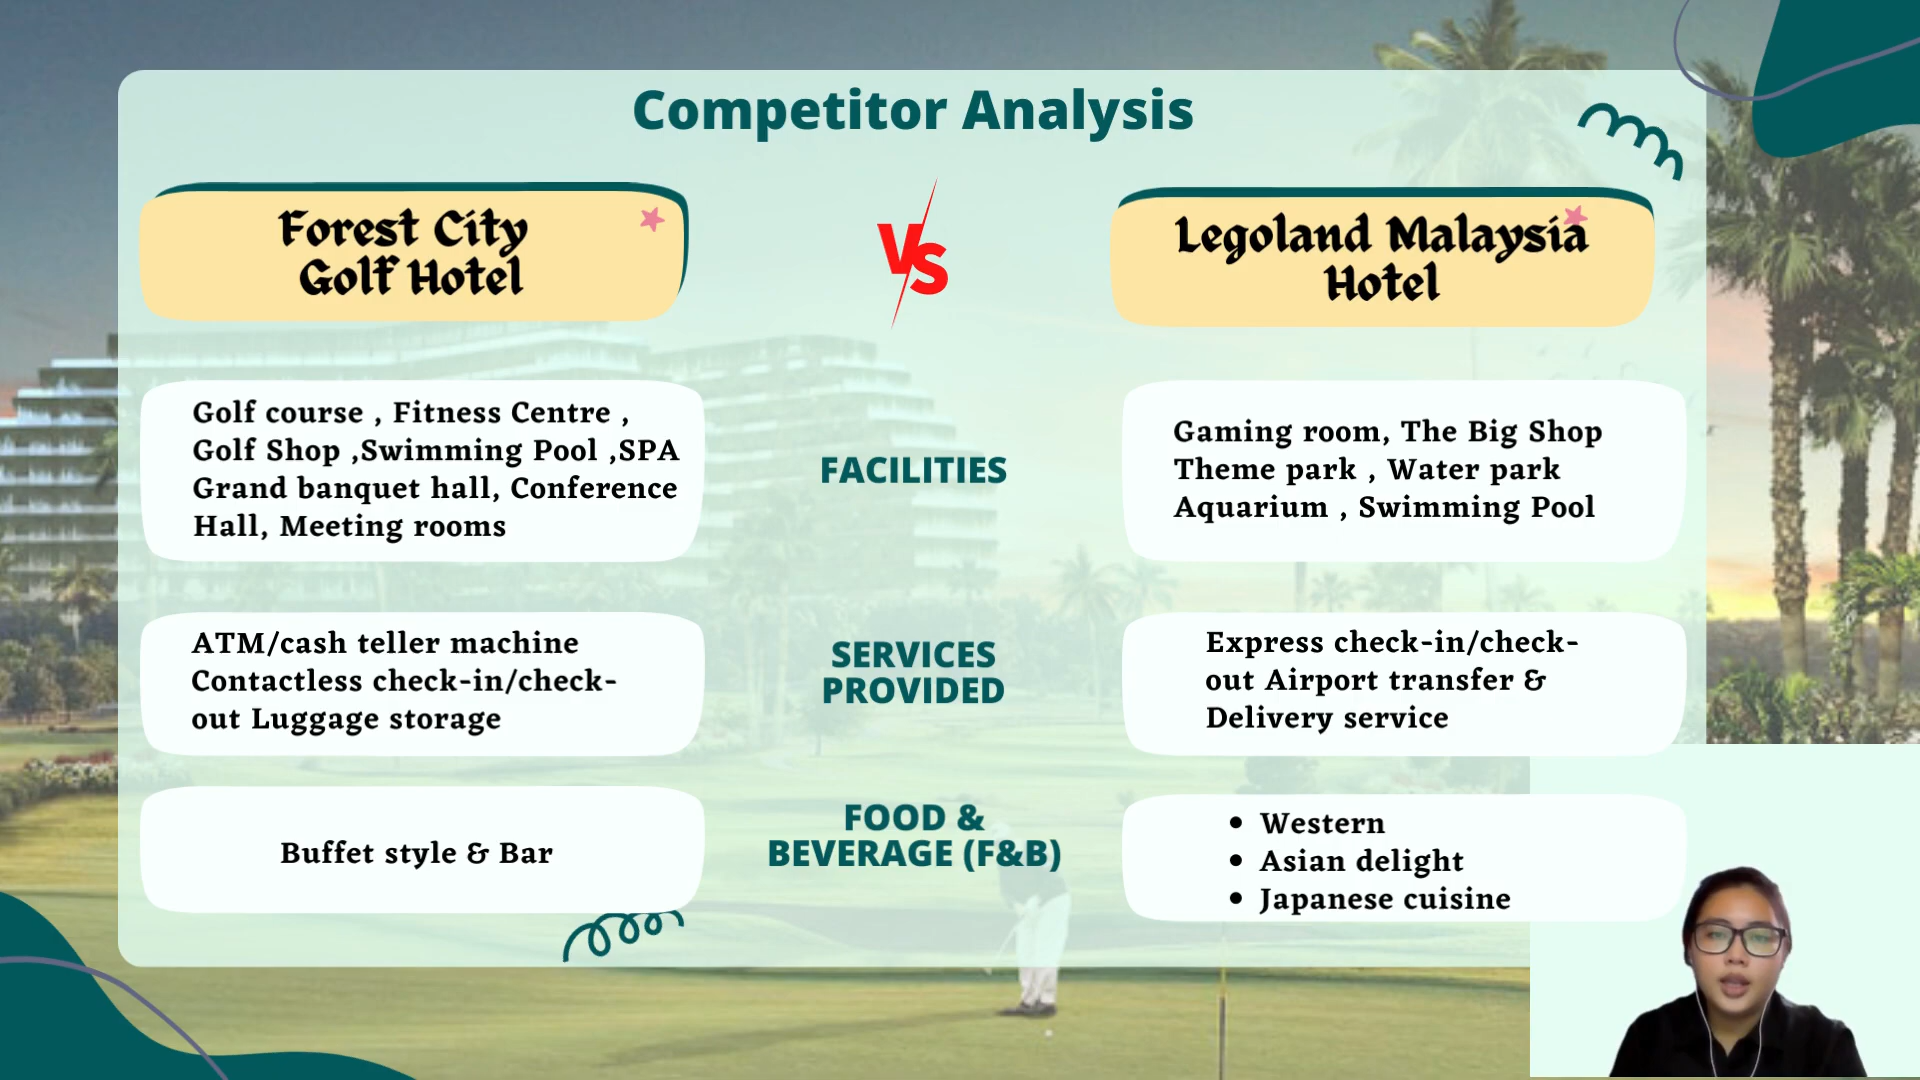 Competitor Analysis
Forest City
Golf Hotel
VS
Legoland Malaysia
Hotel
Golf course , Fitness Centre ,
Golf Shop ,Swimming Pool ,SPA
Grand banquet hall, Conference
Hall, Meeting rooms
FACILITIES
Gaming room, The Big Shop
Theme park , Water park
Aquarium , Swimming Pool
ATM/cash teller machine
Contactless check-in/check-
out Luggage storage
SERVICES
PROVIDED
Express check-in/check-
out Airport transfer &
Delivery service
Buffet style & Bar
FOOD &
BEVERAGE (F&B)
• Western
• Asian delight
• Japanese cuisine